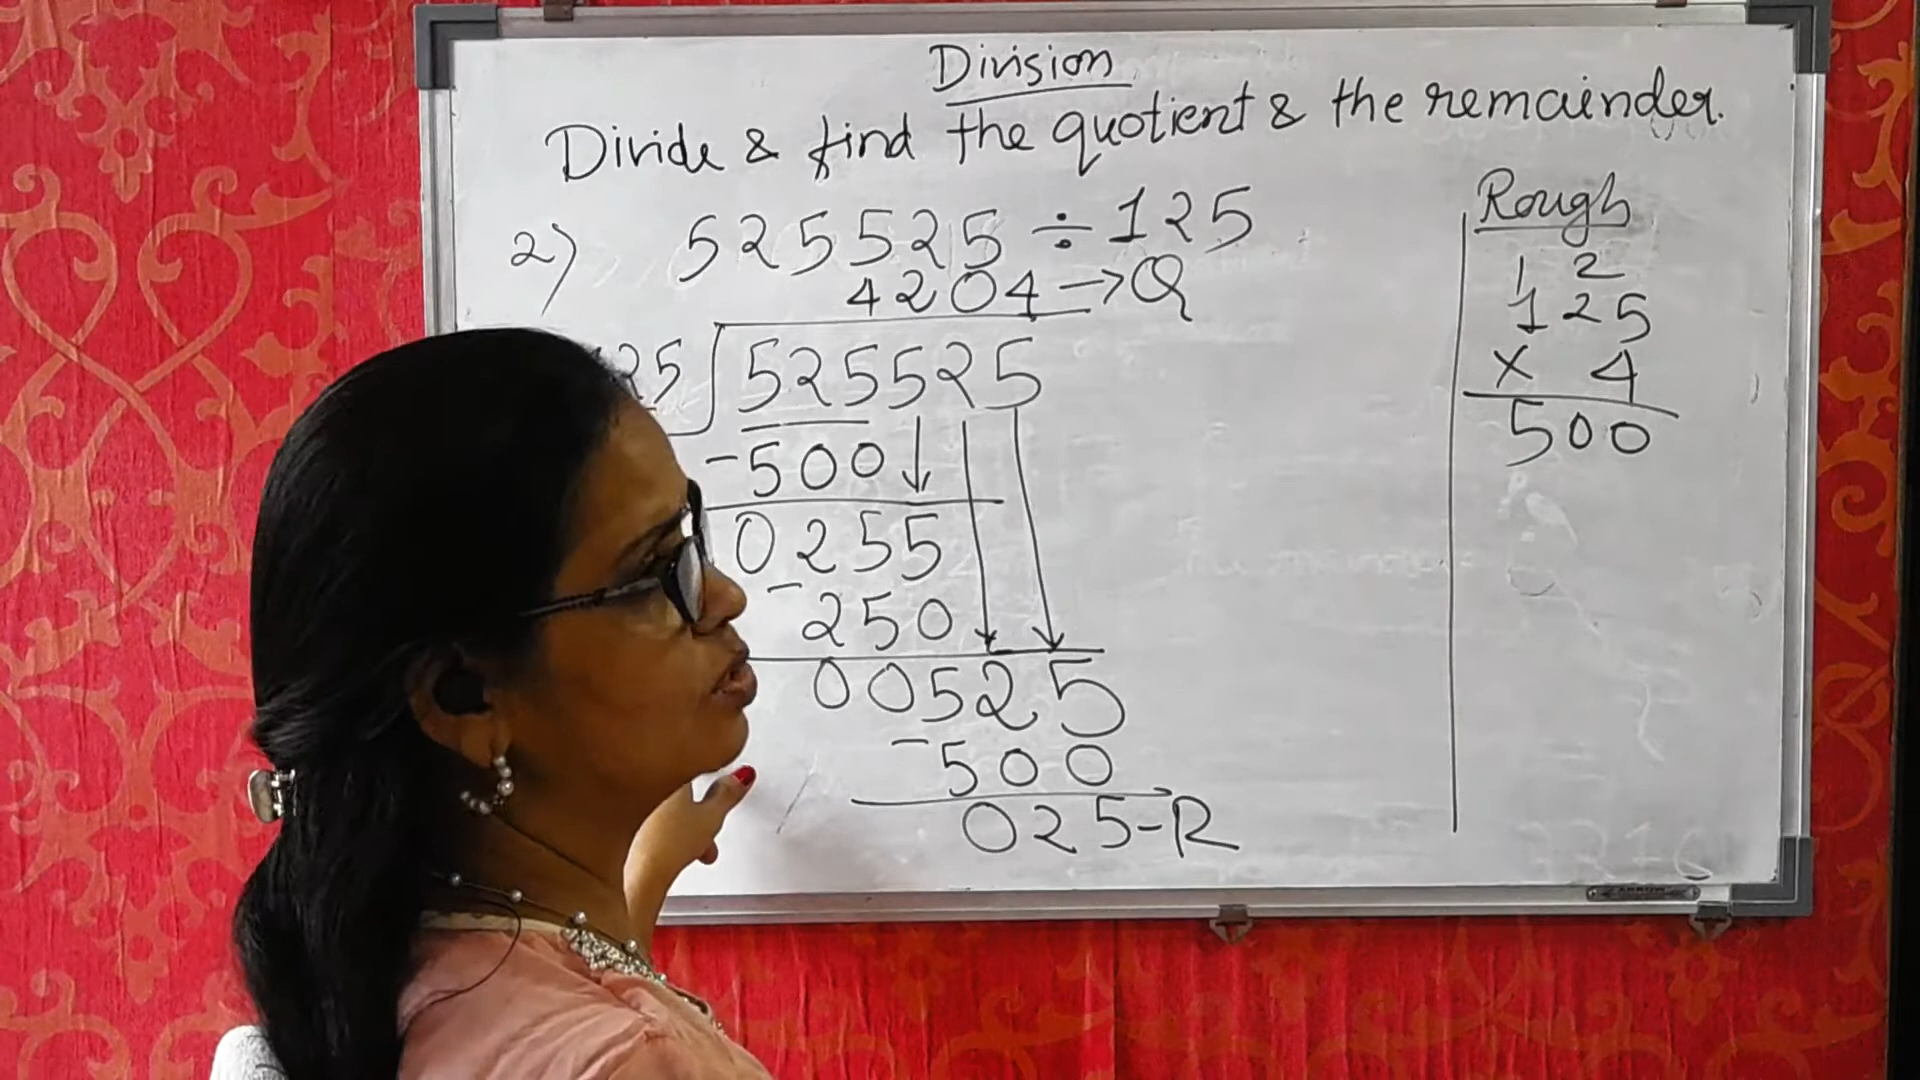 Division
Divide & find the quotient & the remainder.
2) 525525 ÷ 125
4204 → Q
25 525525
-500
0255
- 250
00525
- 500
025-R
Rough
1 2
125
x 4
500